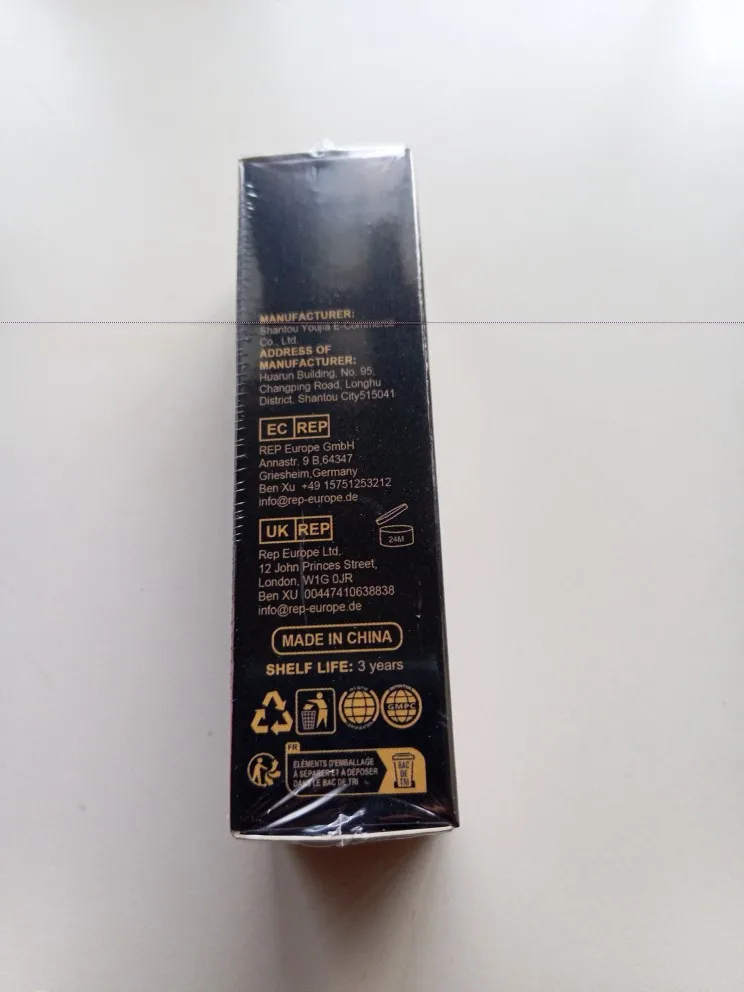 MANUFACTURER:
Shantou Youjia E-Commerce
Co., Ltd.
ADDRESS OF
MANUFACTURER:
Huarun Building, No. 95,
Changping Road, Longhu
District, Shantou City515041
EC REP
REP Europe GmbH
Annastr. 9 B,64347
Griesheim,Germany
Ben Xu +49 15751253212
info@rep-europe.de
UK REP
24M
Rep Europe Ltd.
12 John Princes Street,
London, W1G 0JR
Ben XU 00447410638838
info@rep-europe.de
MADE IN CHINA
SHELF LIFE: 3 years
GMPC
FR
ÉLÉMENTS D'EMBALLAGE
À SÉPARER ET À DÉPOSER
DANS LE BAC DE TRI
BAC
DE
TRI